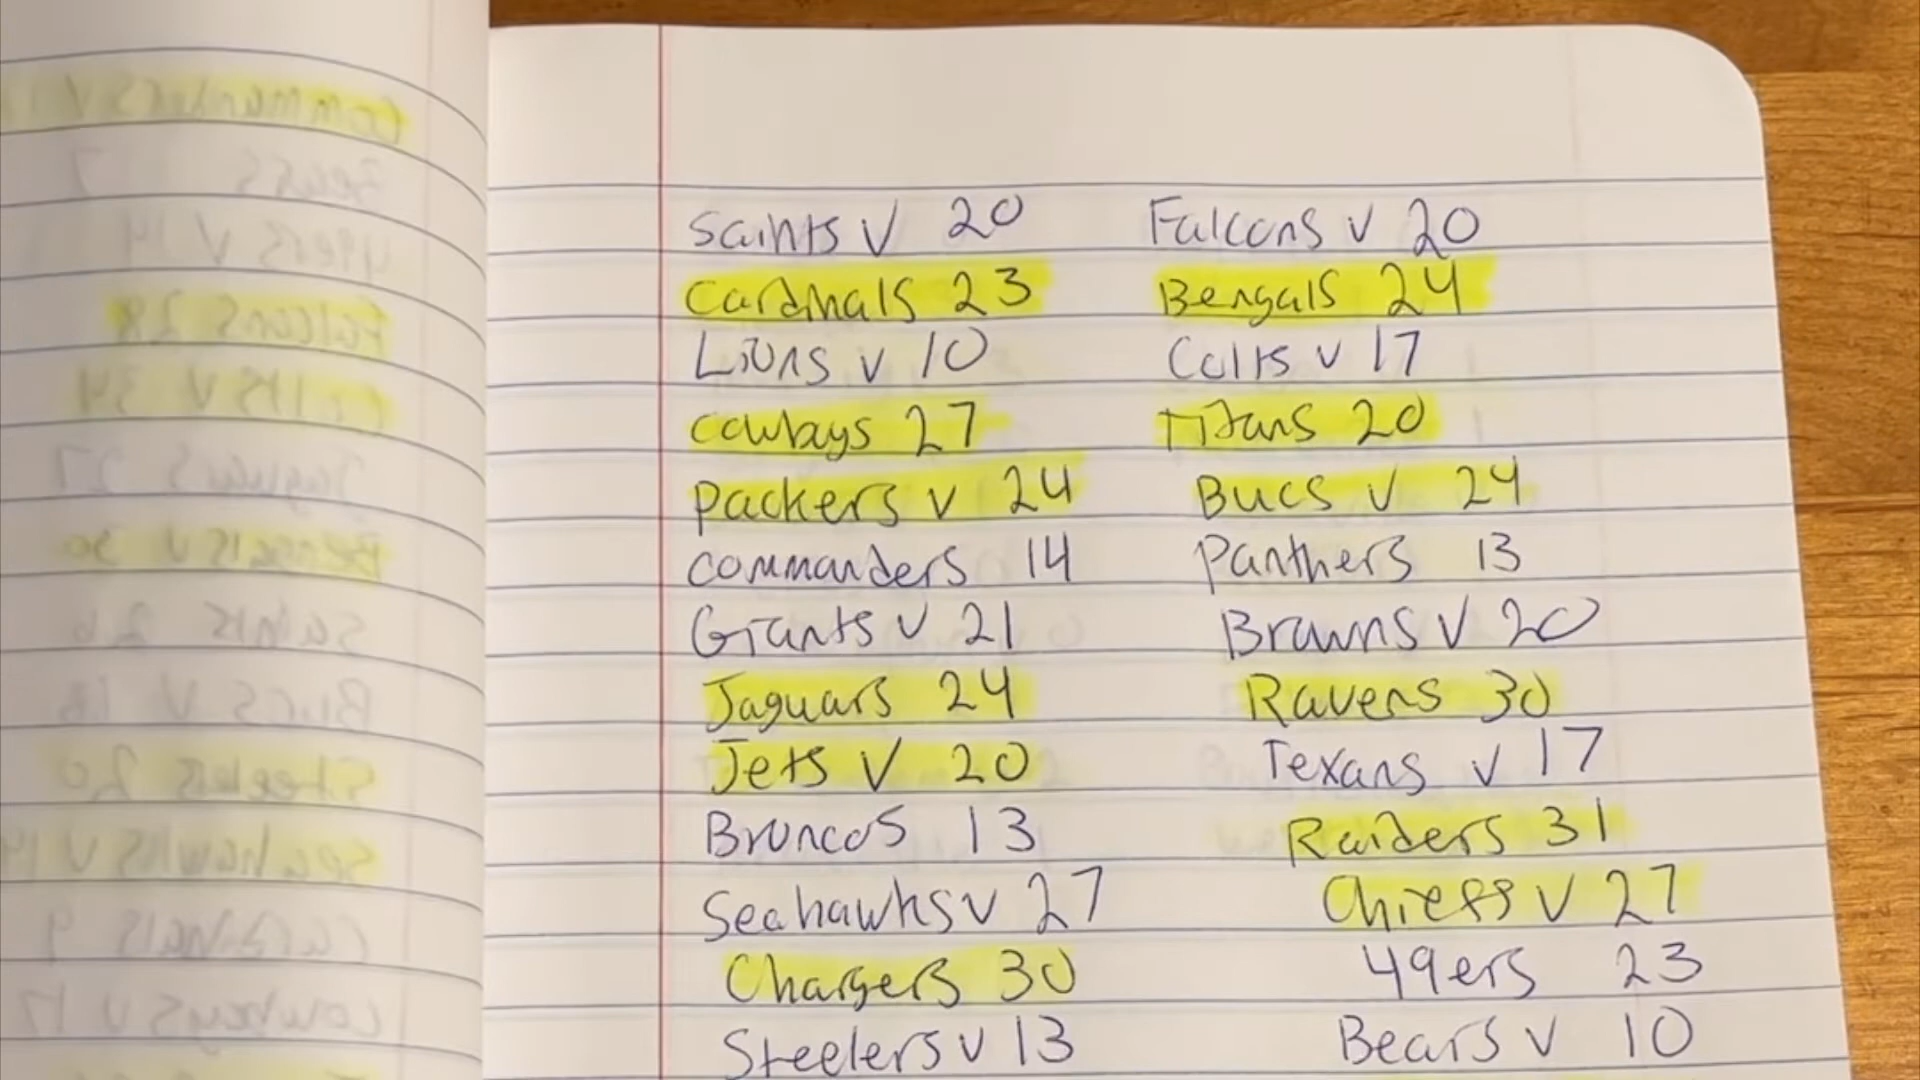 Saints v 20
Cardinals 23
Lions v 10
Cowbays 27
Packers v 24
Commanders 14
Giants v 21
Jaguars 24
Jets v 20
Broncos 13
Seahawks v 27
Chargers 30
Steelers v 13
Falcons v 20
Bengals 24
Colts v 17
Titans 20
Bucs v 24
Panthers 13
Browns v 20
Ravens 30
Texans v 17
Raiders 31
Chiefs v 27
49ers 23
Bears v 10